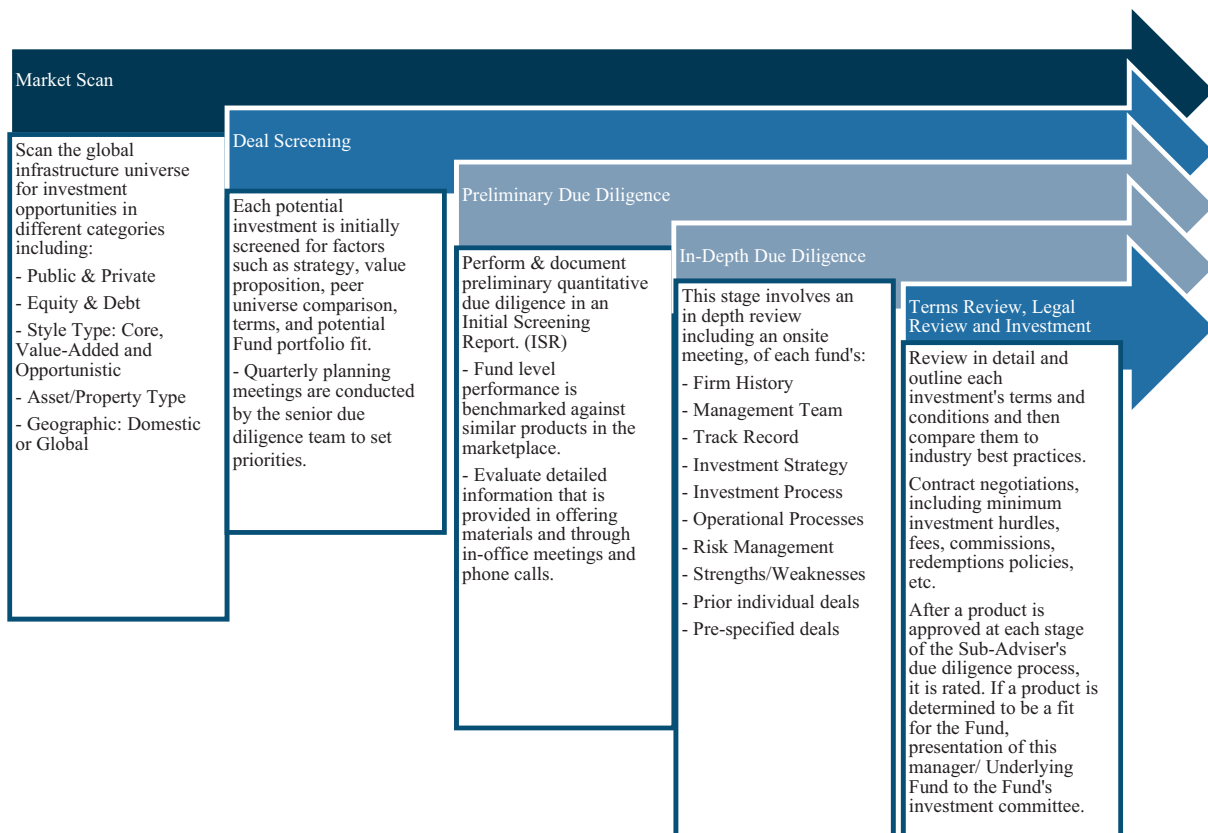 Market Scan
Scan the global
infrastructure universe
for investment
opportunities in
different categories
including:
- Public & Private
- Equity & Debt
- Style Type: Core,
Value-Added and
Opportunistic
- Asset/Property Type
- Geographic: Domestic
or Global
Deal Screening
Each potential
investment is initially
screened for factors
such as strategy, value
proposition, peer
universe comparison,
terms, and potential
Fund portfolio fit.
- Quarterly planning
meetings are conducted
by the senior due
diligence team to set
priorities.
Preliminary Due Diligence
Perform & document
preliminary quantitative
due diligence in an
Initial Screening
Report. (ISR)
- Fund level
performance is
benchmarked against
similar products in the
marketplace.
- Evaluate detailed
information that is
provided in offering
materials and through
in-office meetings and
phone calls.
In-Depth Due Diligence
This stage involves an
in depth review
including an onsite
meeting, of each fund's:
- Firm History
- Management Team
- Track Record
- Investment Strategy
- Investment Process
- Operational Processes
- Risk Management
- Strengths/Weaknesses
- Prior individual deals
- Pre-specified deals
Terms Review, Legal
Review and Investment
Review in detail and
outline each
investment's terms and
conditions and then
compare them to
industry best practices.
Contract negotiations,
including minimum
investment hurdles,
fees, commissions,
redemptions policies,
etc.
After a product is
approved at each stage
of the Sub-Adviser's
due diligence process,
it is rated. If a product is
determined to be a fit
for the Fund,
presentation of this
manager/ Underlying
Fund to the Fund's
investment committee.